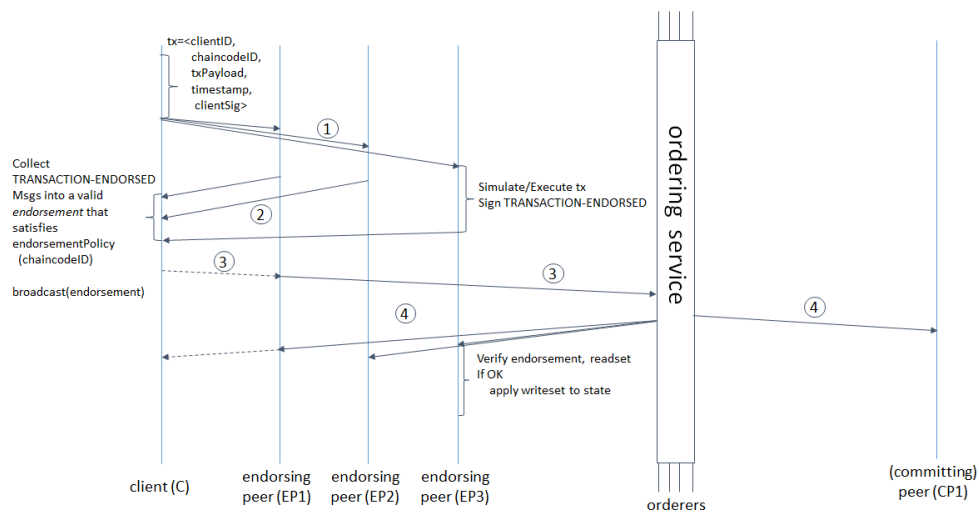 tx=<clientID,
chaincodeID,
txPayload,
timestamp,
clientSig>
1
Collect
TRANSACTION-ENDORSED
Msgs into a valid
endorsement that
satisfies
endorsementPolicy
(chaincodeID)
2
Simulate/Execute tx
Sign TRANSACTION-ENDORSED
ordering service
3
3
broadcast(endorsement)
4
4
Verify endorsement, readset
If OK
apply writeset to state
client (C)
endorsing
peer (EP1)
endorsing
peer (EP2)
endorsing
peer (EP3)
orderers
(committing)
peer (CP1)